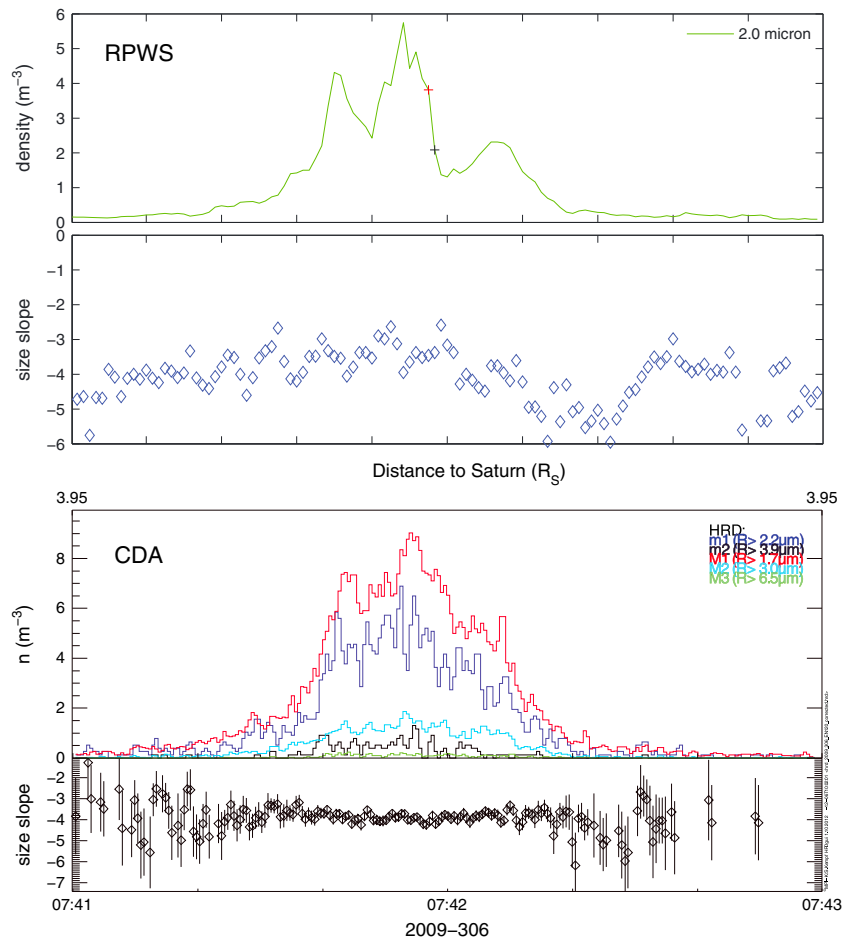 6
5
4
3
2
1
0
density (m−3)
RPWS
2.0 micron
0
−1
−2
−3
−4
−5
−6
size slope
Distance to Saturn (RS)
3.95 3.95
CDA
HRD:
m1 (R> 2.2µm)
m2 (R> 3.9µm)
M1 (R> 1.7µm)
M2 (R> 3.0µm)
M3 (R> 6.5µm)
8
6
4
2
0
n (m−3)
−2
−3
−4
−5
−6
−7
size slope
07:41 07:42 07:43
2009−306